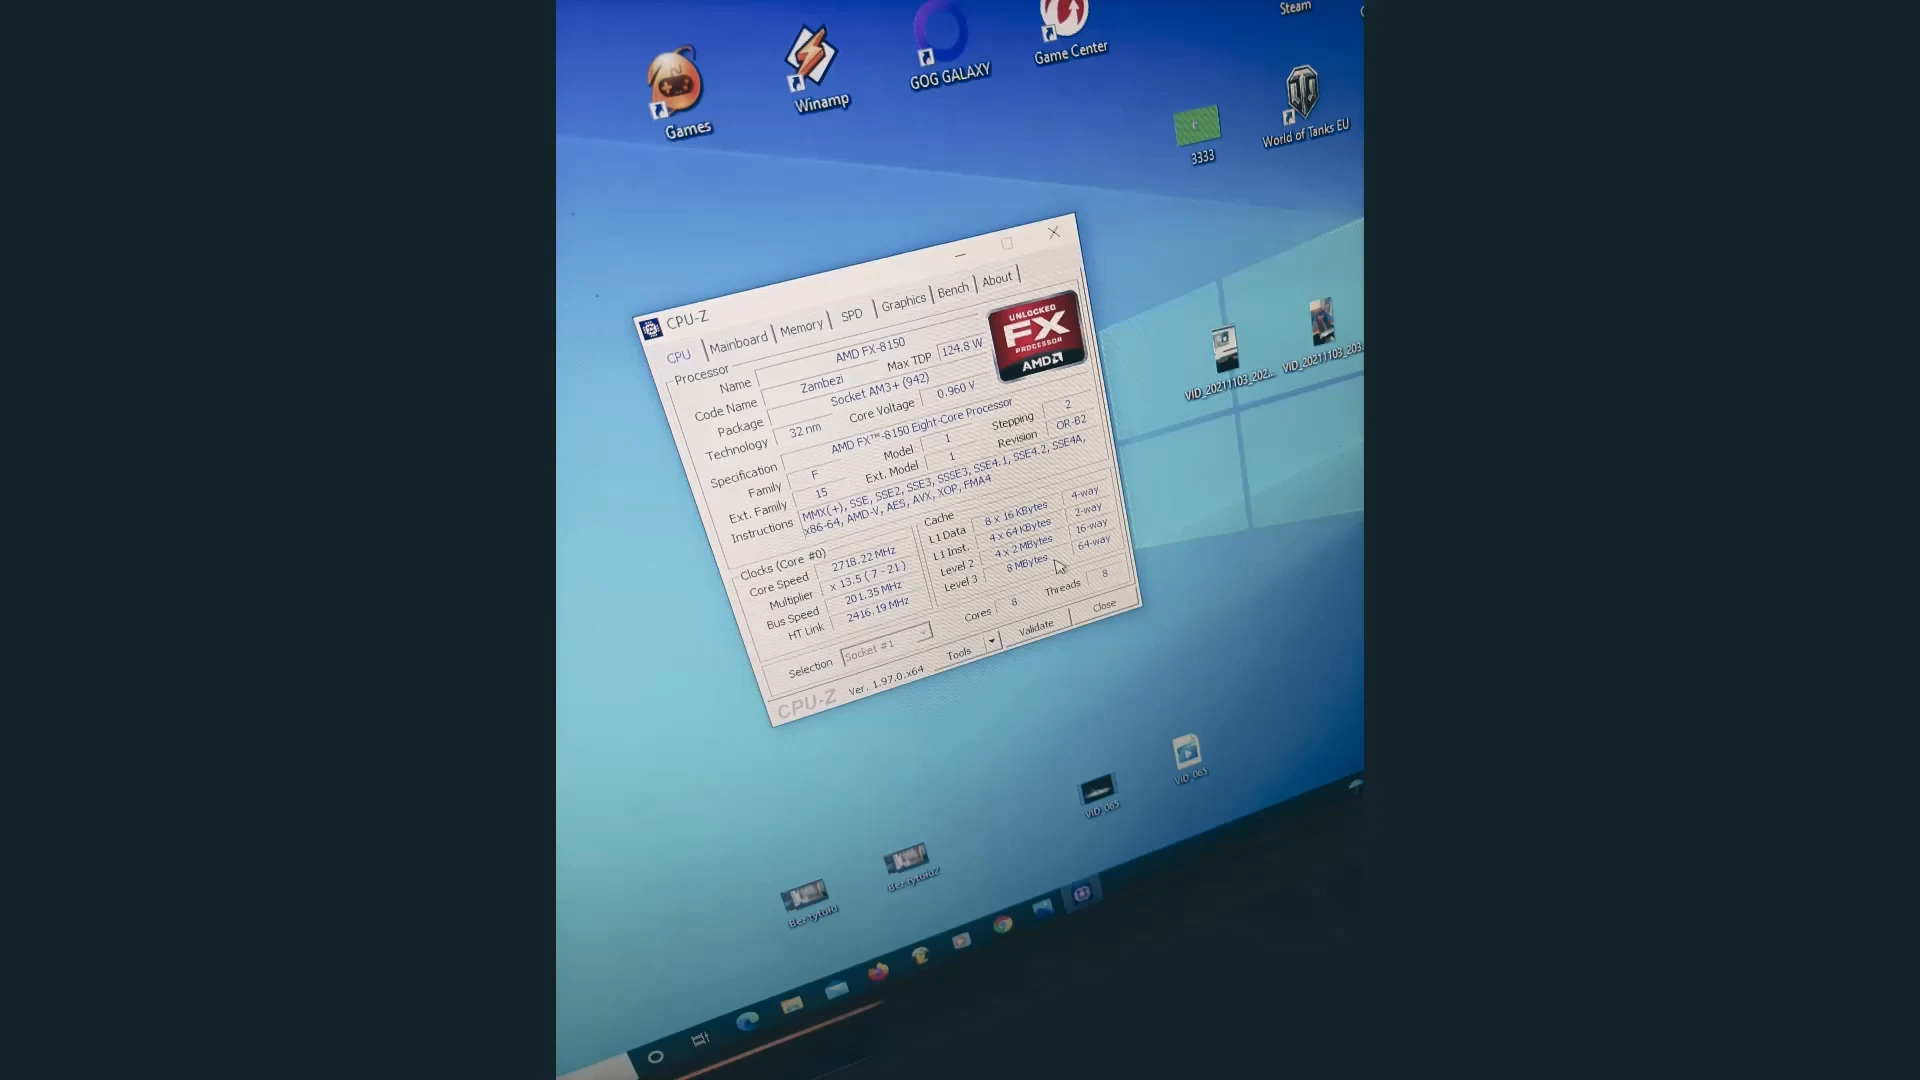 Steam
Games
Winamp
GOG GALAXY
Game Center
3333
World of Tanks EU
VID_20211103_202...
VID_20211103_203...
CPU-Z
CPU Mainboard Memory SPD Graphics Bench About
Processor
Name AMD FX-8150
Code Name Zambezi Max TDP 124.8 W
Package Socket AM3+ (942)
Technology 32 nm Core Voltage 0.960 V
Specification AMD FX™-8150 Eight-Core Processor
Family F Model 1 Stepping 2
Ext. Family 15 Ext. Model 1 Revision OR-B2
Instructions MMX(+), SSE, SSE2, SSE3, SSSE3, SSE4.1, SSE4.2, SSE4A,
x86-64, AMD-V, AES, AVX, XOP, FMA4
UNLOCKED
FX
PROCESSOR
AMD
Clocks (Core #0)
Core Speed 2718.22 MHz
Multiplier x 13.5 ( 7 - 21 )
Bus Speed 201.35 MHz
HT Link 2416.19 MHz
Cache
L1 Data 8 x 16 KBytes 4-way
L1 Inst. 4 x 64 KBytes 2-way
Level 2 4 x 2 MBytes 16-way
Level 3 8 MBytes 64-way
Selection Socket #1 Cores 8 Threads 8
CPU-Z Ver. 1.97.0.x64 Tools Validate Close
VID_065
VID_065
Bez tytułu
Bez tytułu2